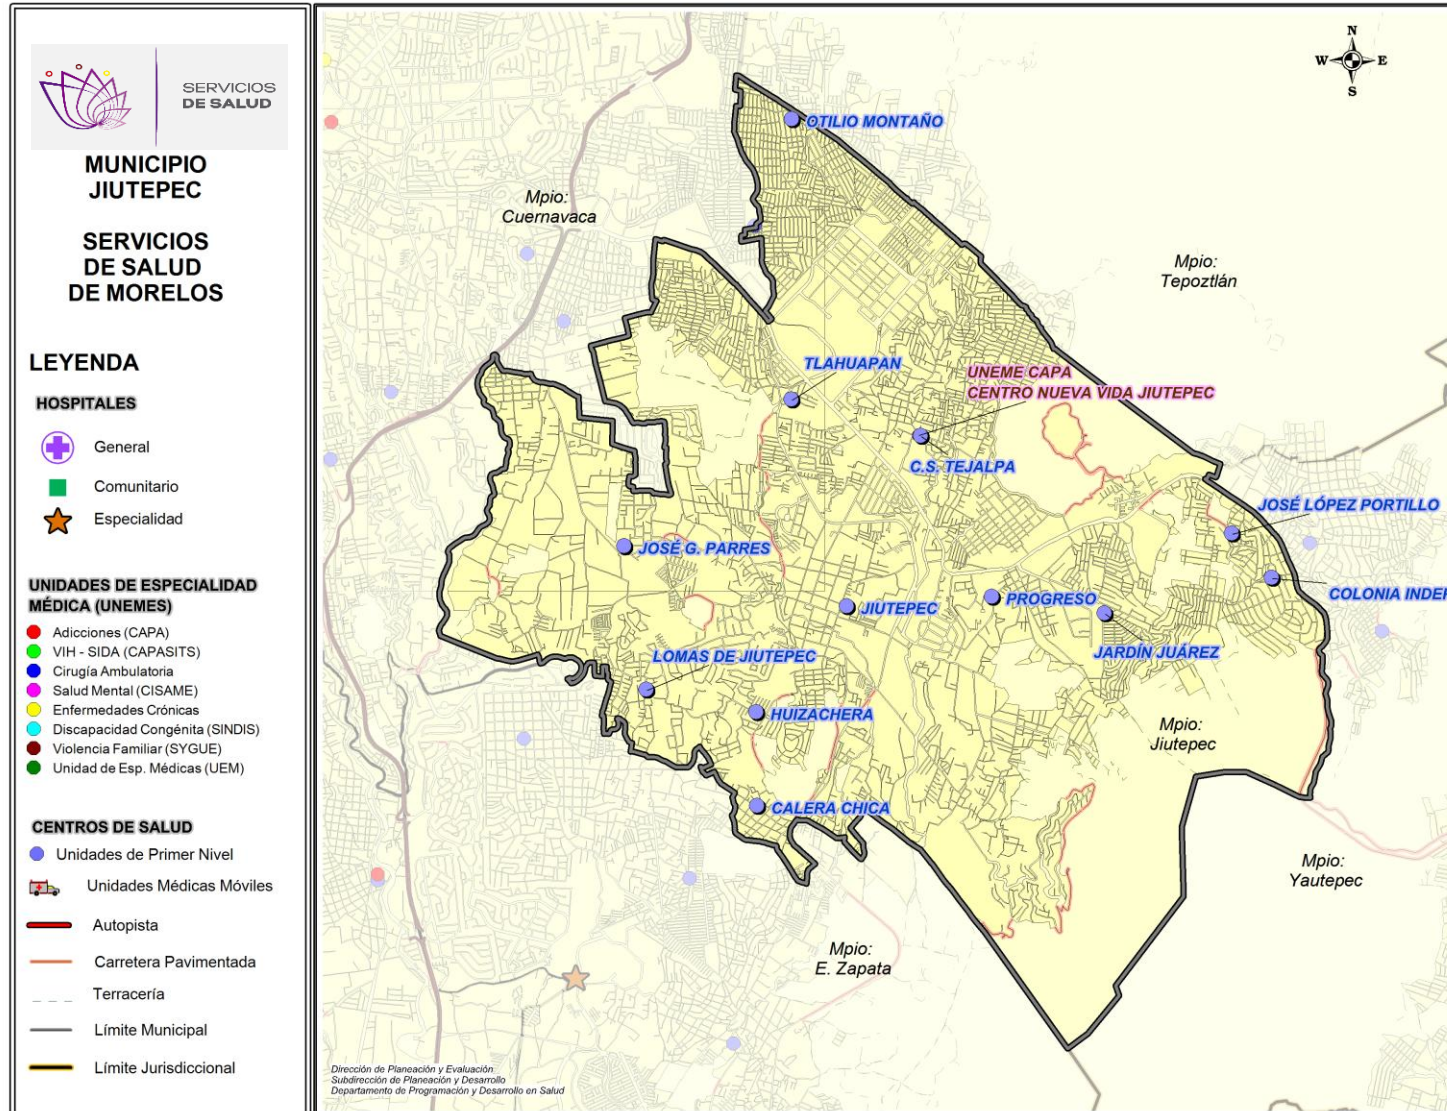 SERVICIOS
DE SALUD
MUNICIPIO
JIUTEPEC
SERVICIOS
DE SALUD
DE MORELOS
LEYENDA
HOSPITALES
General
Comunitario
Especialidad
UNIDADES DE ESPECIALIDAD
MÉDICA (UNEMES)
Adicciones (CAPA)
VIH - SIDA (CAPASITS)
Cirugía Ambulatoria
Salud Mental (CISAME)
Enfermedades Crónicas
Discapacidad Congénita (SINDIS)
Violencia Familiar (SYGUE)
Unidad de Esp. Médicas (UEM)
CENTROS DE SALUD
Unidades de Primer Nivel
Unidades Médicas Móviles
Autopista
Carretera Pavimentada
Terracería
Límite Municipal
Límite Jurisdiccional
N
W E
S
OTILIO MONTAÑO
Mpio:
Cuernavaca
Mpio:
Tepoztlán
TLAHUAPAN
UNEME CAPA
CENTRO NUEVA VIDA JIUTEPEC
C.S. TEJALPA
JOSÉ LÓPEZ PORTILLO
JOSÉ G. PARRES
COLONIA INDE
JIUTEPEC
PROGRESO
JARDÍN JUÁREZ
LOMAS DE JIUTEPEC
HUIZACHERA
Mpio:
Jiutepec
CALERA CHICA
Mpio:
Yautepec
Mpio:
E. Zapata
Dirección de Planeación y Evaluación
Subdirección de Planeación y Desarrollo
Departamento de Programación y Desarrollo en Salud